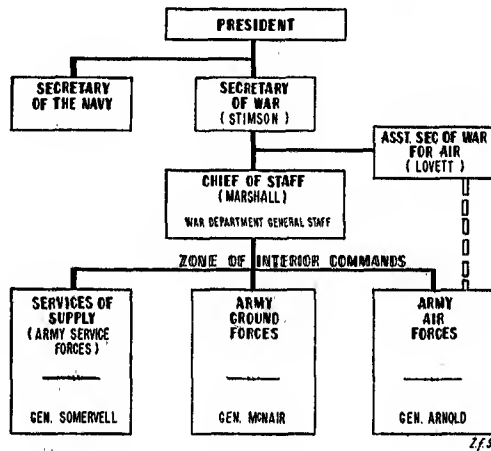 PRESIDENT
SECRETARY
OF THE NAVY
SECRETARY
OF WAR
(STIMSON)
ASST. SEC OF WAR
FOR AIR
(LOVETT)
CHIEF OF STAFF
(MARSHALL)
WAR DEPARTMENT GENERAL STAFF
ZONE OF INTERIOR COMMANDS
SERVICES OF
SUPPLY
(ARMY SERVICE
FORCES)
GEN. SOMERVELL
ARMY
GROUND
FORCES
GEN. MCNAIR
ARMY
AIR
FORCES
GEN. ARNOLD